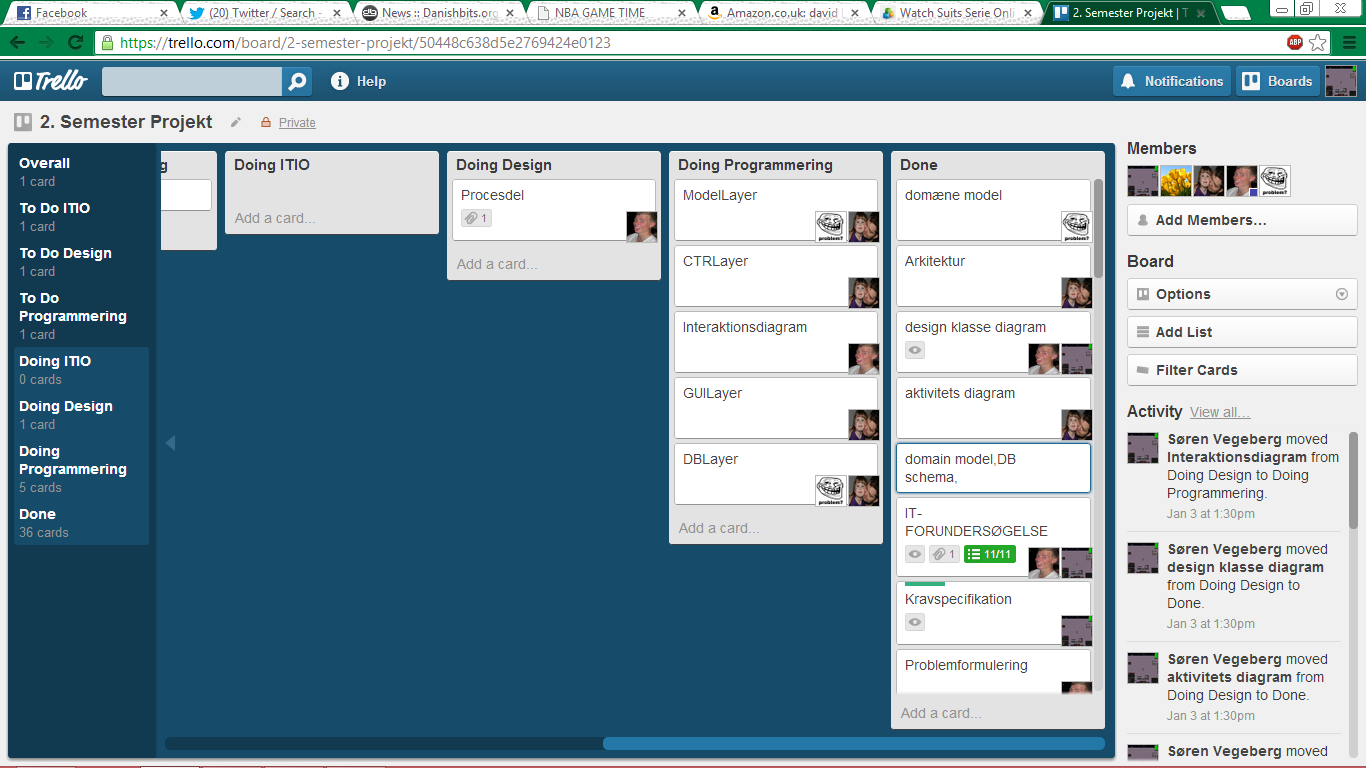 Facebook
(20) Twitter / Search -
News :: Danishbits.org
NBA GAME TIME
Amazon.co.uk: david
Watch Suits Serie Onli
2. Semester Projekt | T
https://trello.com/board/2-semester-projekt/50448c638d5e2769424e0123
ABP
Trello
Help
Notifications
Boards
2. Semester Projekt
Private
Overall
1 card
To Do ITIO
1 card
To Do Design
1 card
To Do
Programmering
1 card
Doing ITIO
0 cards
Doing Design
1 card
Doing
Programmering
5 cards
Done
36 cards
g
Doing ITIO
Add a card...
Doing Design
Procesdel
1
Add a card...
Doing Programmering
ModelLayer
problem?
CTRLayer
Interaktionsdiagram
GUILayer
DBLayer
problem?
Add a card...
Done
domæne model
problem?
Arkitektur
design klasse diagram
aktivitets diagram
domain model,DB
schema,
IT-
FORUNDERSØGELSE
1
11/11
Kravspecifikation
Problemformulering
Add a card...
Members
problem?
Add Members...
Board
Options
Add List
Filter Cards
Activity
View all...
Søren Vegeberg moved
Interaktionsdiagram from
Doing Design to Doing
Programmering.
Jan 3 at 1:30pm
Søren Vegeberg moved
design klasse diagram
from Doing Design to
Done.
Jan 3 at 1:30pm
Søren Vegeberg moved
aktivitets diagram from
Doing Design to Done.
Jan 3 at 1:30pm
Søren Vegeberg moved